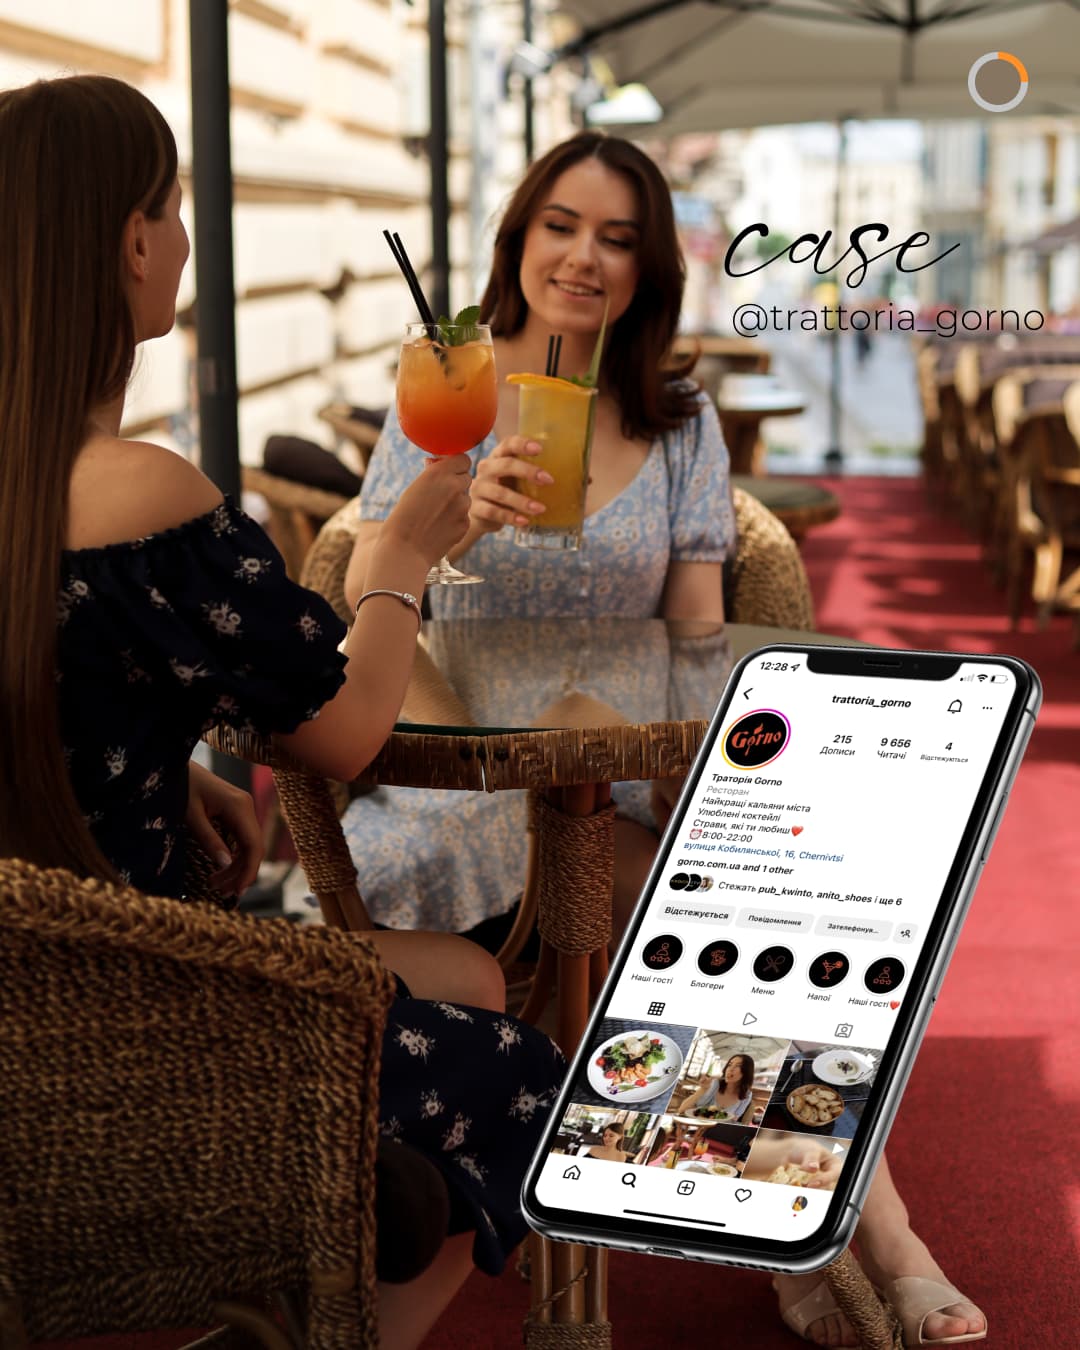 case
@trattoria_gorno
12:28
trattoria_gorno
Gorno
215
Дописи
9 656
Читачі
4
Відстежуються
Траторія Gorno
Ресторан
Найкращі кальяни міста
Улюблені коктейлі
Страви, які ти любиш❤️
⏰8:00-22:00
вулиця Кобилянської, 16, Chernivtsi
gorno.com.ua and 1 other
Стежать pub_kwinto, anito_shoes і ще 6
Відстежується
Повідомлення
Зателефонув...
Наші гості
Блогери
Меню
Напої
Наші гості❤️